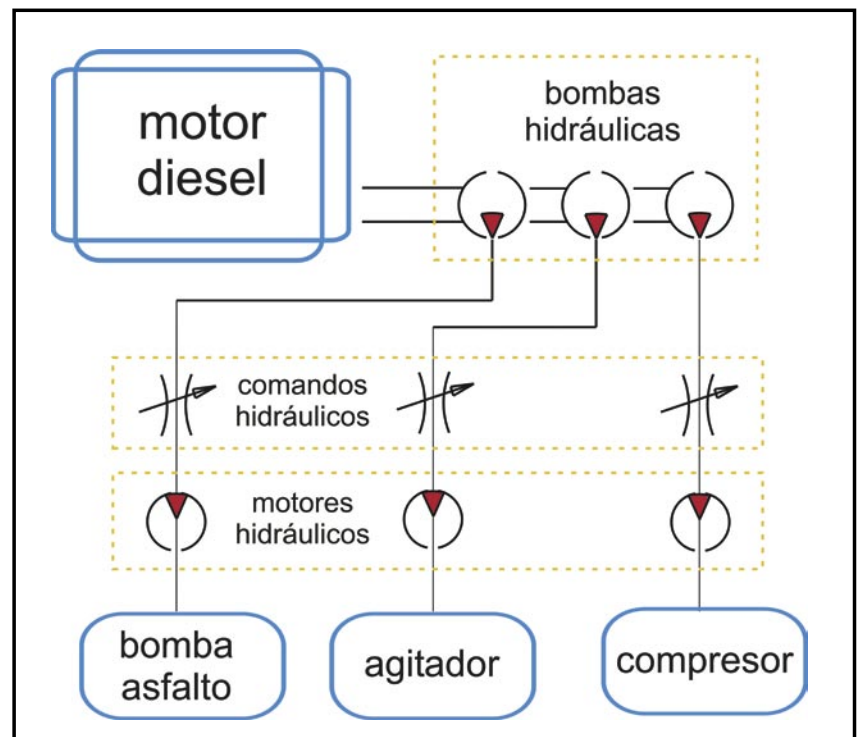 motor
diesel
bombas
hidráulicas
comandos
hidráulicos
motores
hidráulicos
bomba
asfalto
agitador
compresor